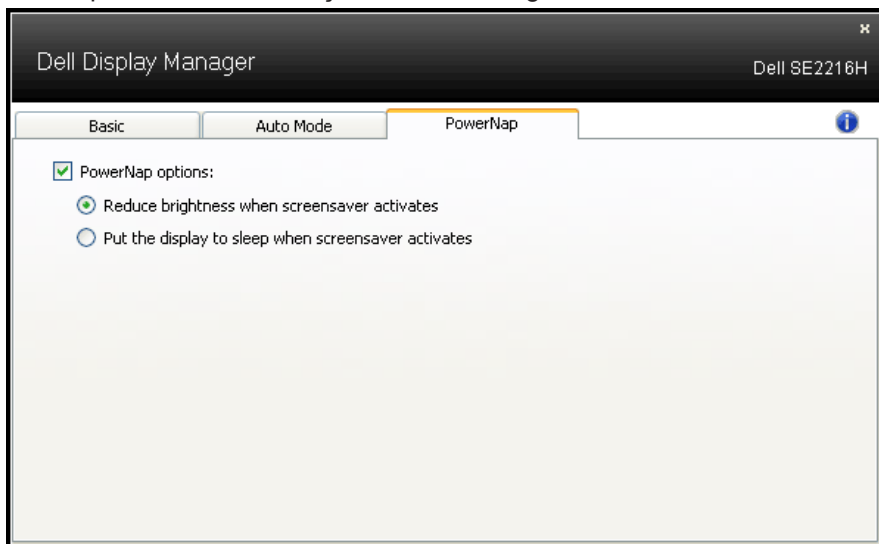 Dell Display Manager
Dell SE2216H
Basic
Auto Mode
PowerNap
PowerNap options:
Reduce brightness when screensaver activates
Put the display to sleep when screensaver activates